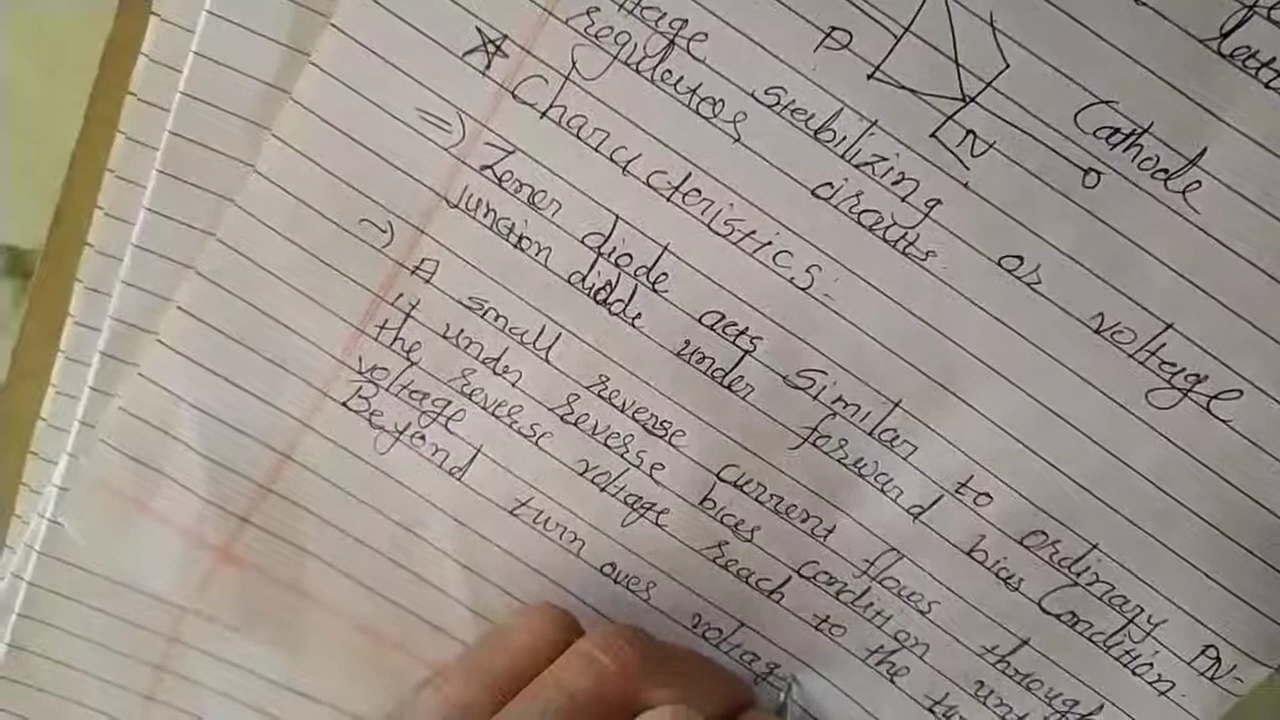 P
N
Cathode
stabilizing or voltage
regulators circuits.
* Characteristics:-
=> Zener diode acts similar to ordinary PN-
Junction diode under forward bias condition.
-> A small reverse current flows through
it under reverse bias condition until
the reverse voltage reach to the
voltage
Beyond turn over voltag